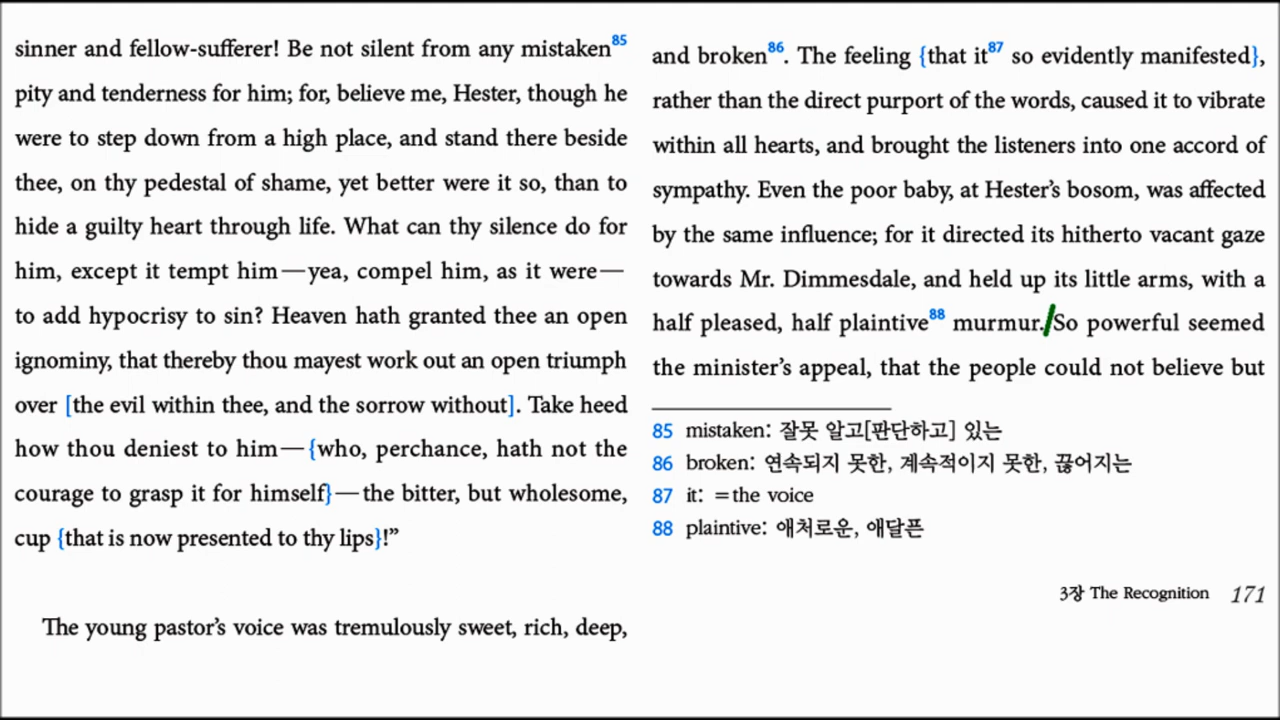 sinner and fellow-sufferer! Be not silent from any mistaken85
pity and tenderness for him; for, believe me, Hester, though he
were to step down from a high place, and stand there beside
thee, on thy pedestal of shame, yet better were it so, than to
hide a guilty heart through life. What can thy silence do for
him, except it tempt him—yea, compel him, as it were—
to add hypocrisy to sin? Heaven hath granted thee an open
ignominy, that thereby thou mayest work out an open triumph
over [the evil within thee, and the sorrow without]. Take heed
how thou deniest to him—{who, perchance, hath not the
courage to grasp it for himself}—the bitter, but wholesome,
cup {that is now presented to thy lips}!”
The young pastor’s voice was tremulously sweet, rich, deep,
and broken86. The feeling {that it87 so evidently manifested},
rather than the direct purport of the words, caused it to vibrate
within all hearts, and brought the listeners into one accord of
sympathy. Even the poor baby, at Hester’s bosom, was affected
by the same influence; for it directed its hitherto vacant gaze
towards Mr. Dimmesdale, and held up its little arms, with a
half pleased, half plaintive88 murmur./So powerful seemed
the minister’s appeal, that the people could not believe but
85 mistaken: 잘못 알고[판단하고] 있는
86 broken: 연속되지 못한, 계속적이지 못한, 끊어지는
87 it: =the voice
88 plaintive: 애처로운, 애달픈
3장 The Recognition 171